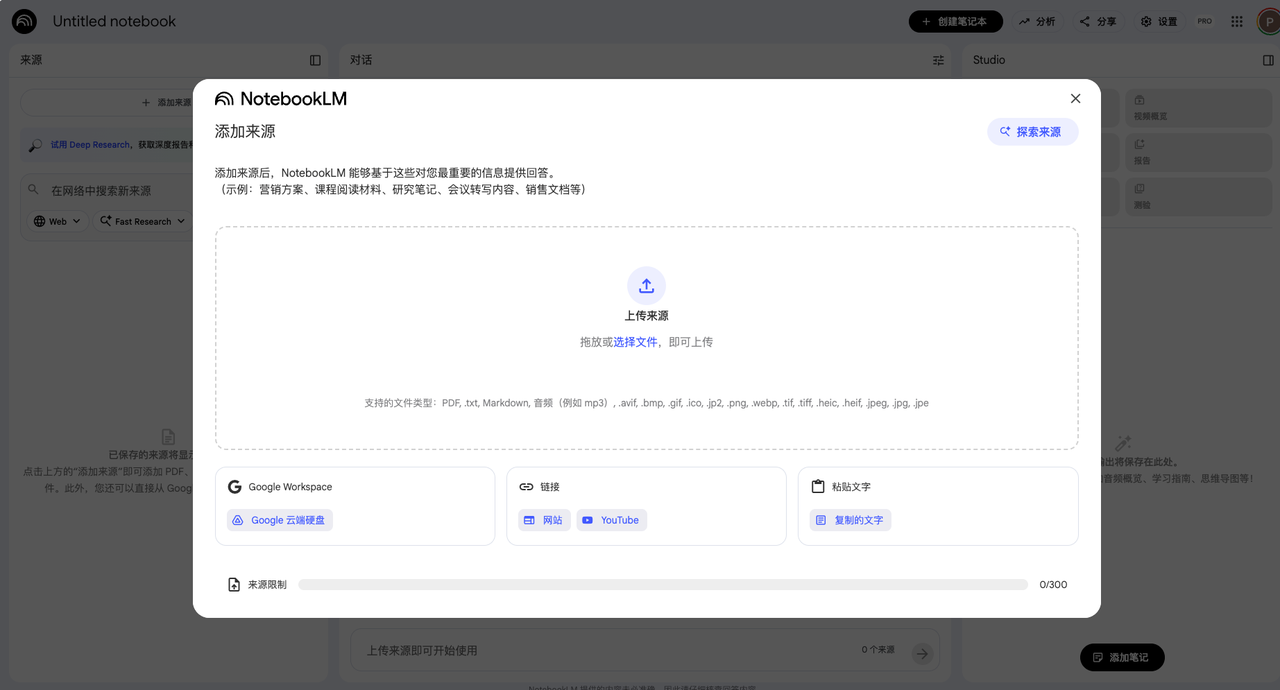 Untitled notebook
创建笔记本
分析
分享
设置
PRO
P
来源
对话
Studio
添加来源
试用 Deep Research，获取深度报告
在网络中搜索新来源
Web
Fast Research
已保存的来源将显
点击上方的“添加来源”即可添加 PDF、
件。此外，您还可以直接从 Goog
NotebookLM
添加来源
探索来源
添加来源后，NotebookLM 能够基于这些对您最重要的信息提供回答。
（示例：营销方案、课程阅读材料、研究笔记、会议转写内容、销售文档等）
上传来源
拖放或选择文件，即可上传
支持的文件类型：PDF, .txt, Markdown, 音频（例如 mp3）, .avif, .bmp, .gif, .ico, .jp2, .png, .webp, .tif, .tiff, .heic, .heif, .jpeg, .jpg, .jpe
Google Workspace
Google 云端硬盘
链接
网站
YouTube
粘贴文字
复制的文字
来源限制
0/300
视频概览
报告
测验
出将保存在此处。
音频概览、学习指南、思维导图等！
上传来源即可开始使用
0 个来源
添加笔记